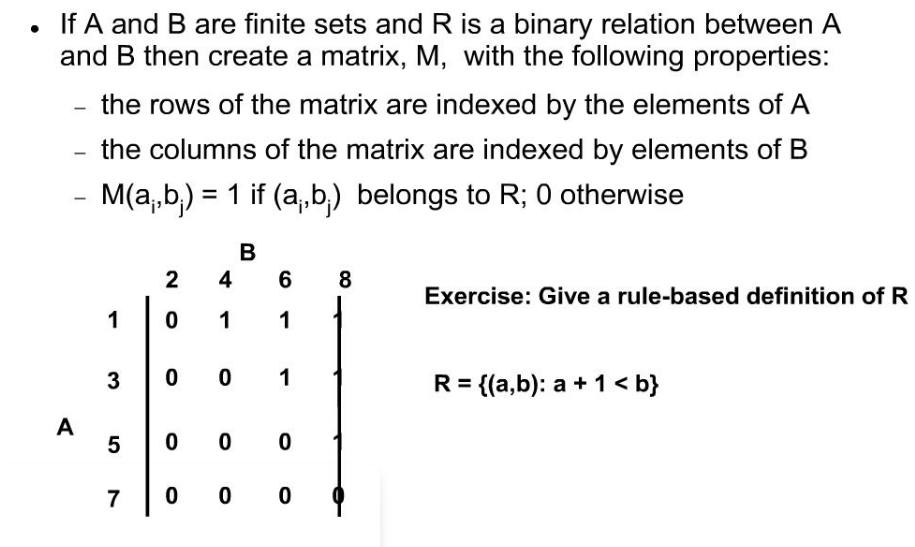 • If A and B are finite sets and R is a binary relation between A
and B then create a matrix, M, with the following properties:
– the rows of the matrix are indexed by the elements of A
– the columns of the matrix are indexed by elements of B
– M(aᵢ,bⱼ) = 1 if (aᵢ,bⱼ) belongs to R; 0 otherwise
B
2 4 6 8
Exercise: Give a rule-based definition of R
1 0 1 1 1
3 0 0 1 1
R = {(a,b): a + 1 < b}
A
5 0 0 0 1
7 0 0 0 0